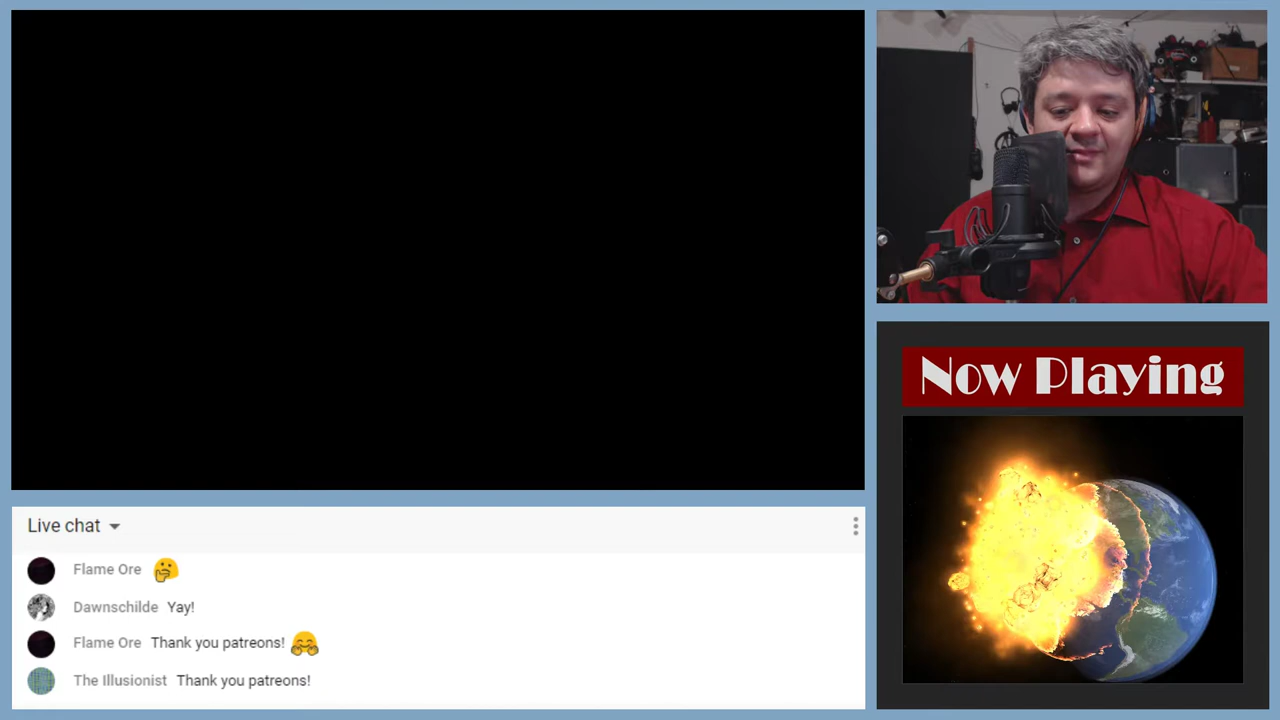 Now Playing
Live chat
Flame Ore
Dawnschilde Yay!
Flame Ore Thank you patreons!
The Illusionist Thank you patreons!